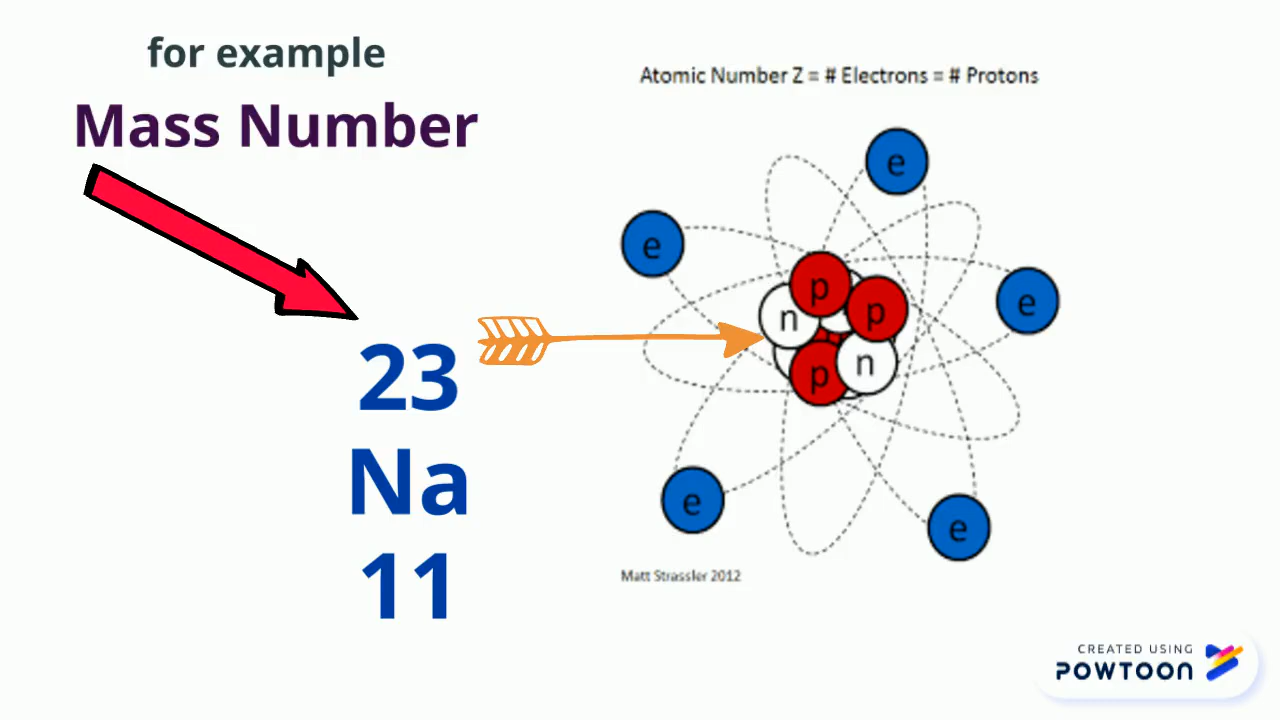 for example
Mass Number
23
Na
11
Atomic Number Z = # Electrons = # Protons
e
e
e
p
p
n
p
n
e
e
Matt Strassler 2012
CREATED USING
POWTOON